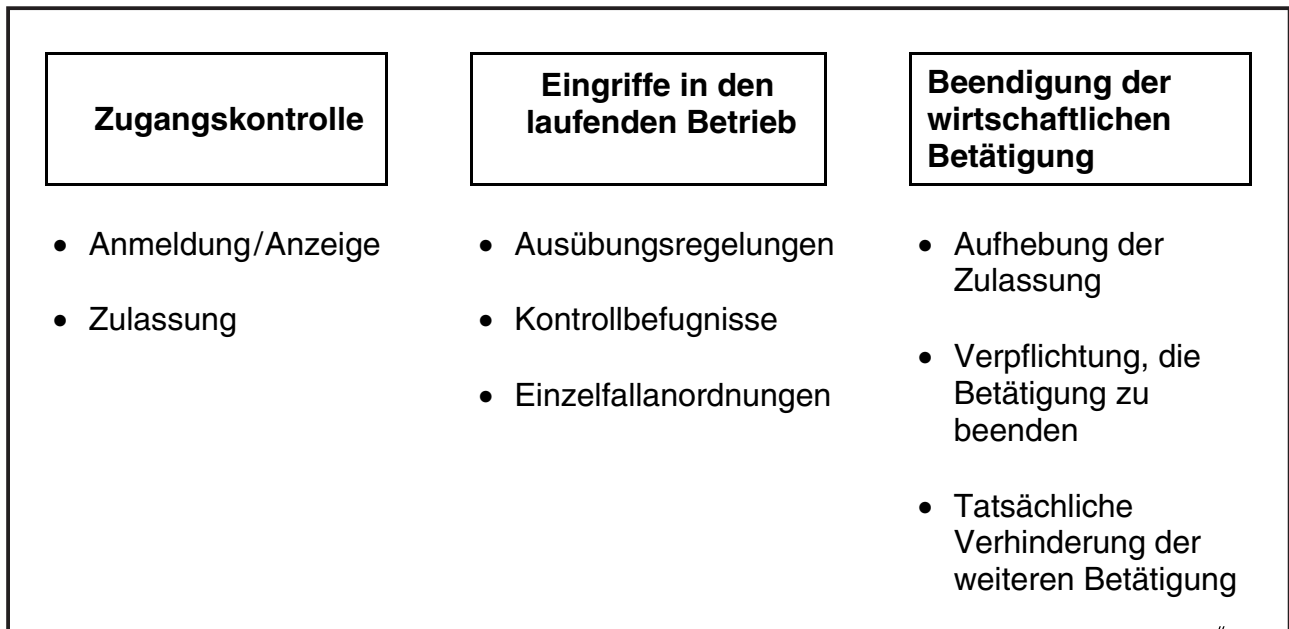 Zugangskontrolle
• Anmeldung/Anzeige
• Zulassung
Eingriffe in den
laufenden Betrieb
• Ausübungsregelungen
• Kontrollbefugnisse
• Einzelfallanordnungen
Beendigung der
wirtschaftlichen
Betätigung
• Aufhebung der
Zulassung
• Verpflichtung, die
Betätigung zu
beenden
• Tatsächliche
Verhinderung der
weiteren Betätigung